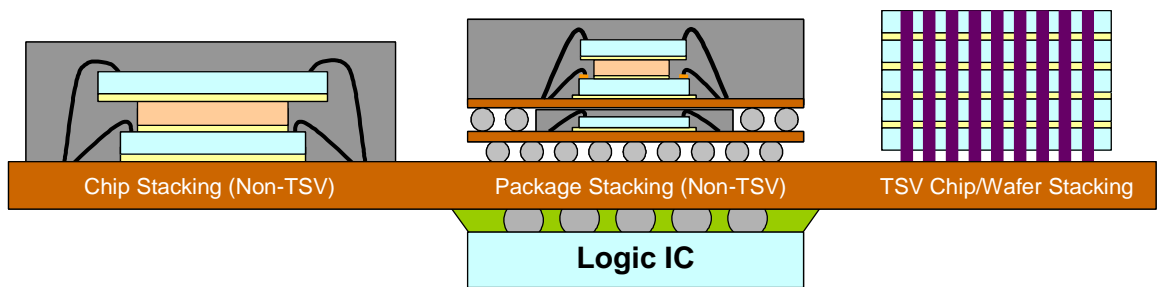 Chip Stacking (Non-TSV)
Package Stacking (Non-TSV)
TSV Chip/Wafer Stacking
Logic IC